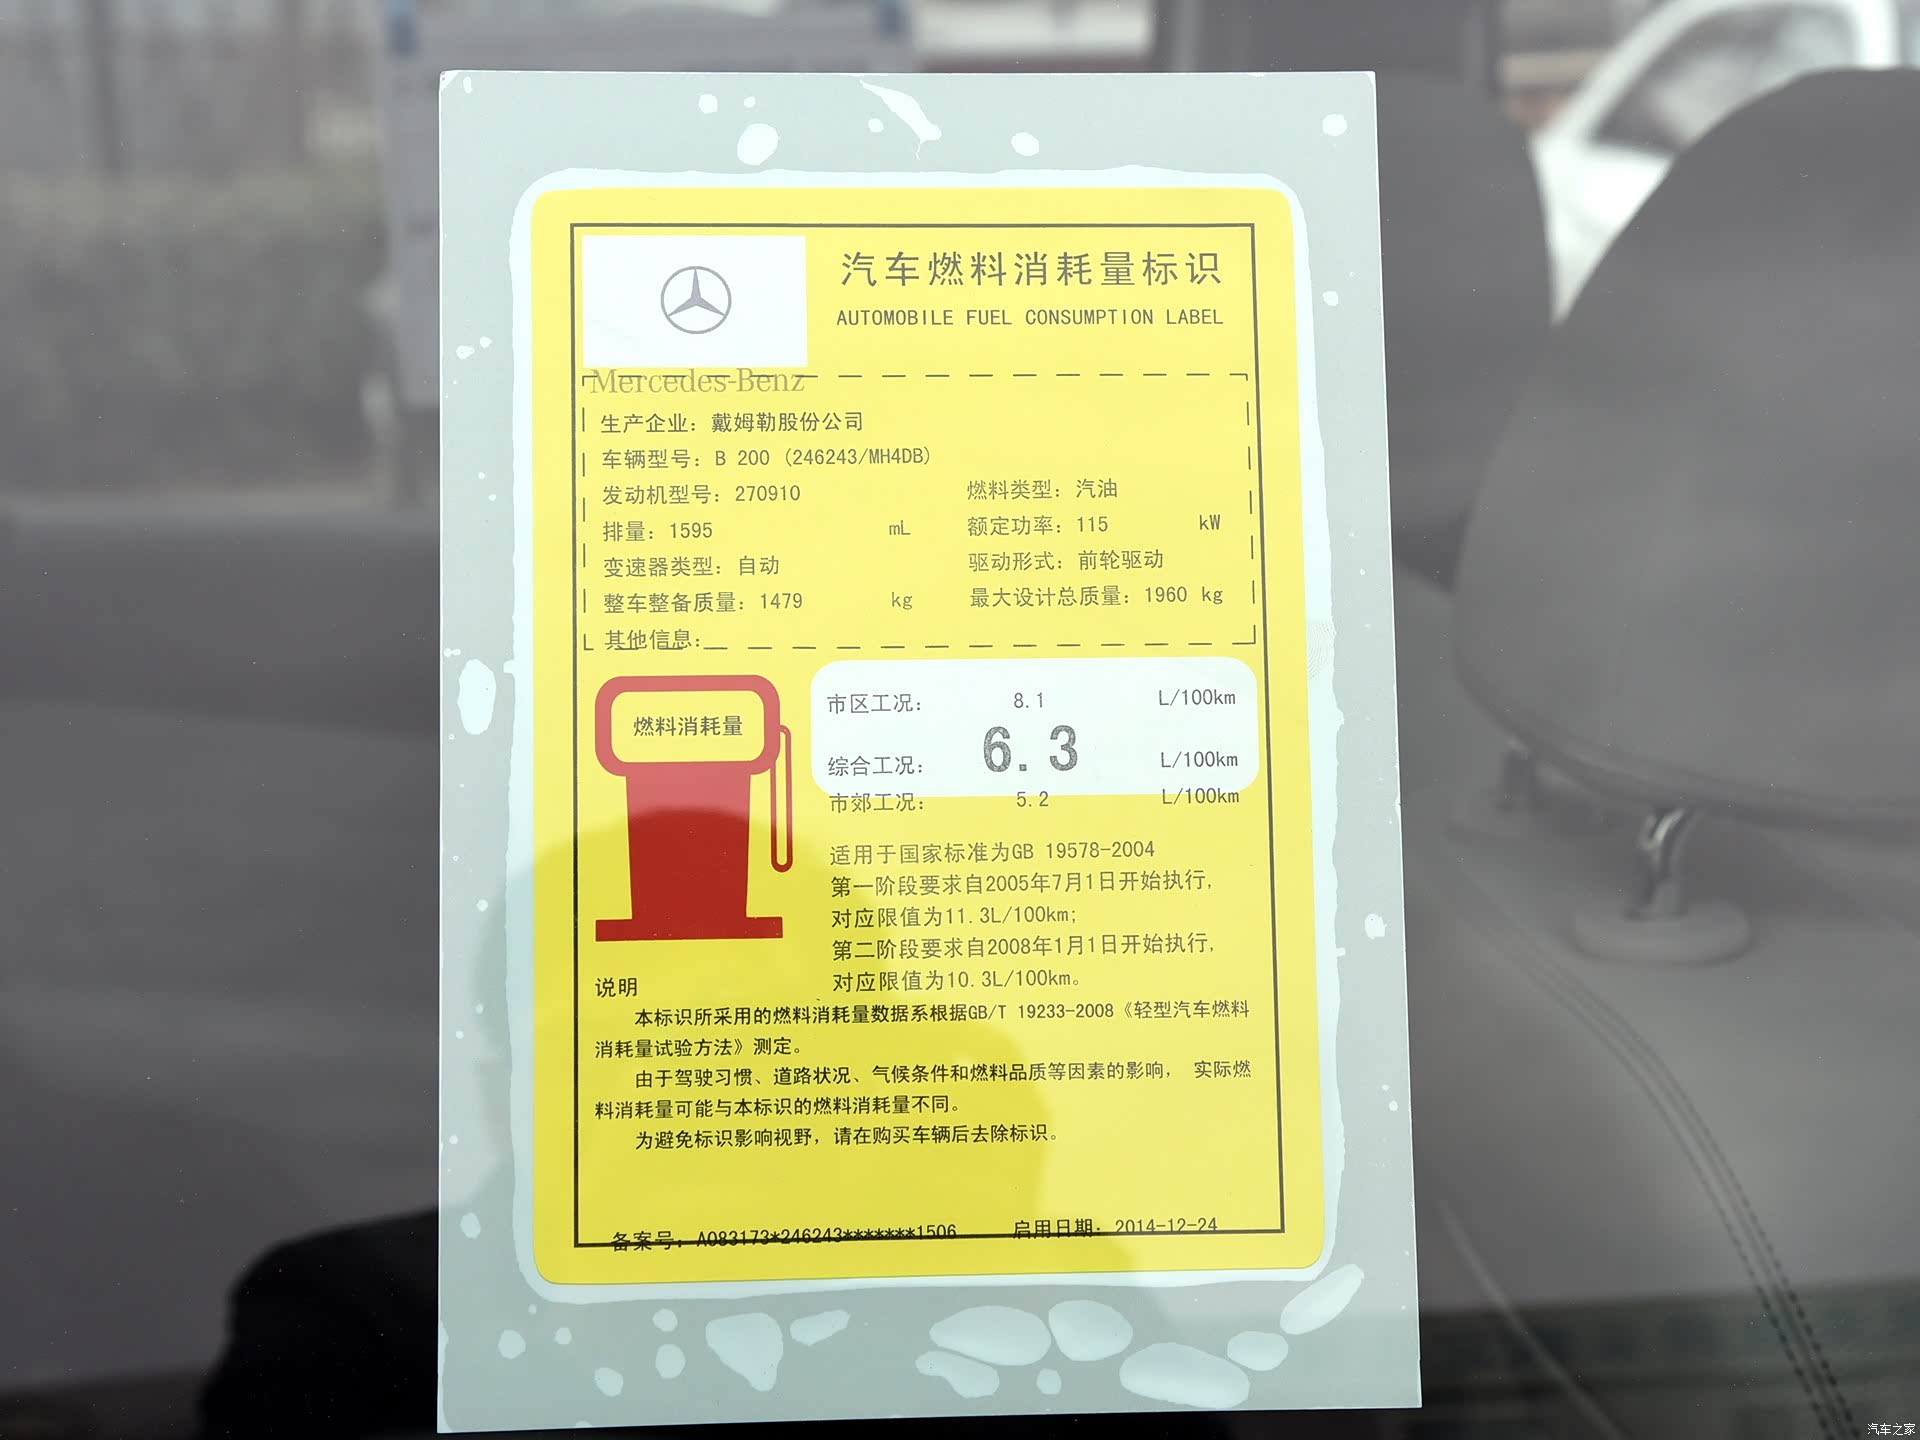 汽车燃料消耗量标识
AUTOMOBILE FUEL CONSUMPTION LABEL
Mercedes-Benz
生产企业：戴姆勒股份公司
车辆型号：B 200 (246243/MH4DB)
发动机型号：270910 燃料类型：汽油
排量：1595 mL 额定功率：115 kW
变速器类型：自动 驱动形式：前轮驱动
整车整备质量：1479 kg 最大设计总质量：1960 kg
其他信息：
燃料消耗量
市区工况： 8.1 L/100km
综合工况： 6.3 L/100km
市郊工况： 5.2 L/100km
适用于国家标准为GB 19578-2004
第一阶段要求自2005年7月1日开始执行，
对应限值为11.3L/100km；
第二阶段要求自2008年1月1日开始执行，
对应限值为10.3L/100km。
说明
本标识所采用的燃料消耗量数据系根据GB/T 19233-2008《轻型汽车燃料
消耗量试验方法》测定。
由于驾驶习惯、道路状况、气候条件和燃料品质等因素的影响， 实际燃
料消耗量可能与本标识的燃料消耗量不同。
为避免标识影响视野，请在购买车辆后去除标识。
备案号：A083173*246243*******1506 启用日期：2014-12-24
汽车之家